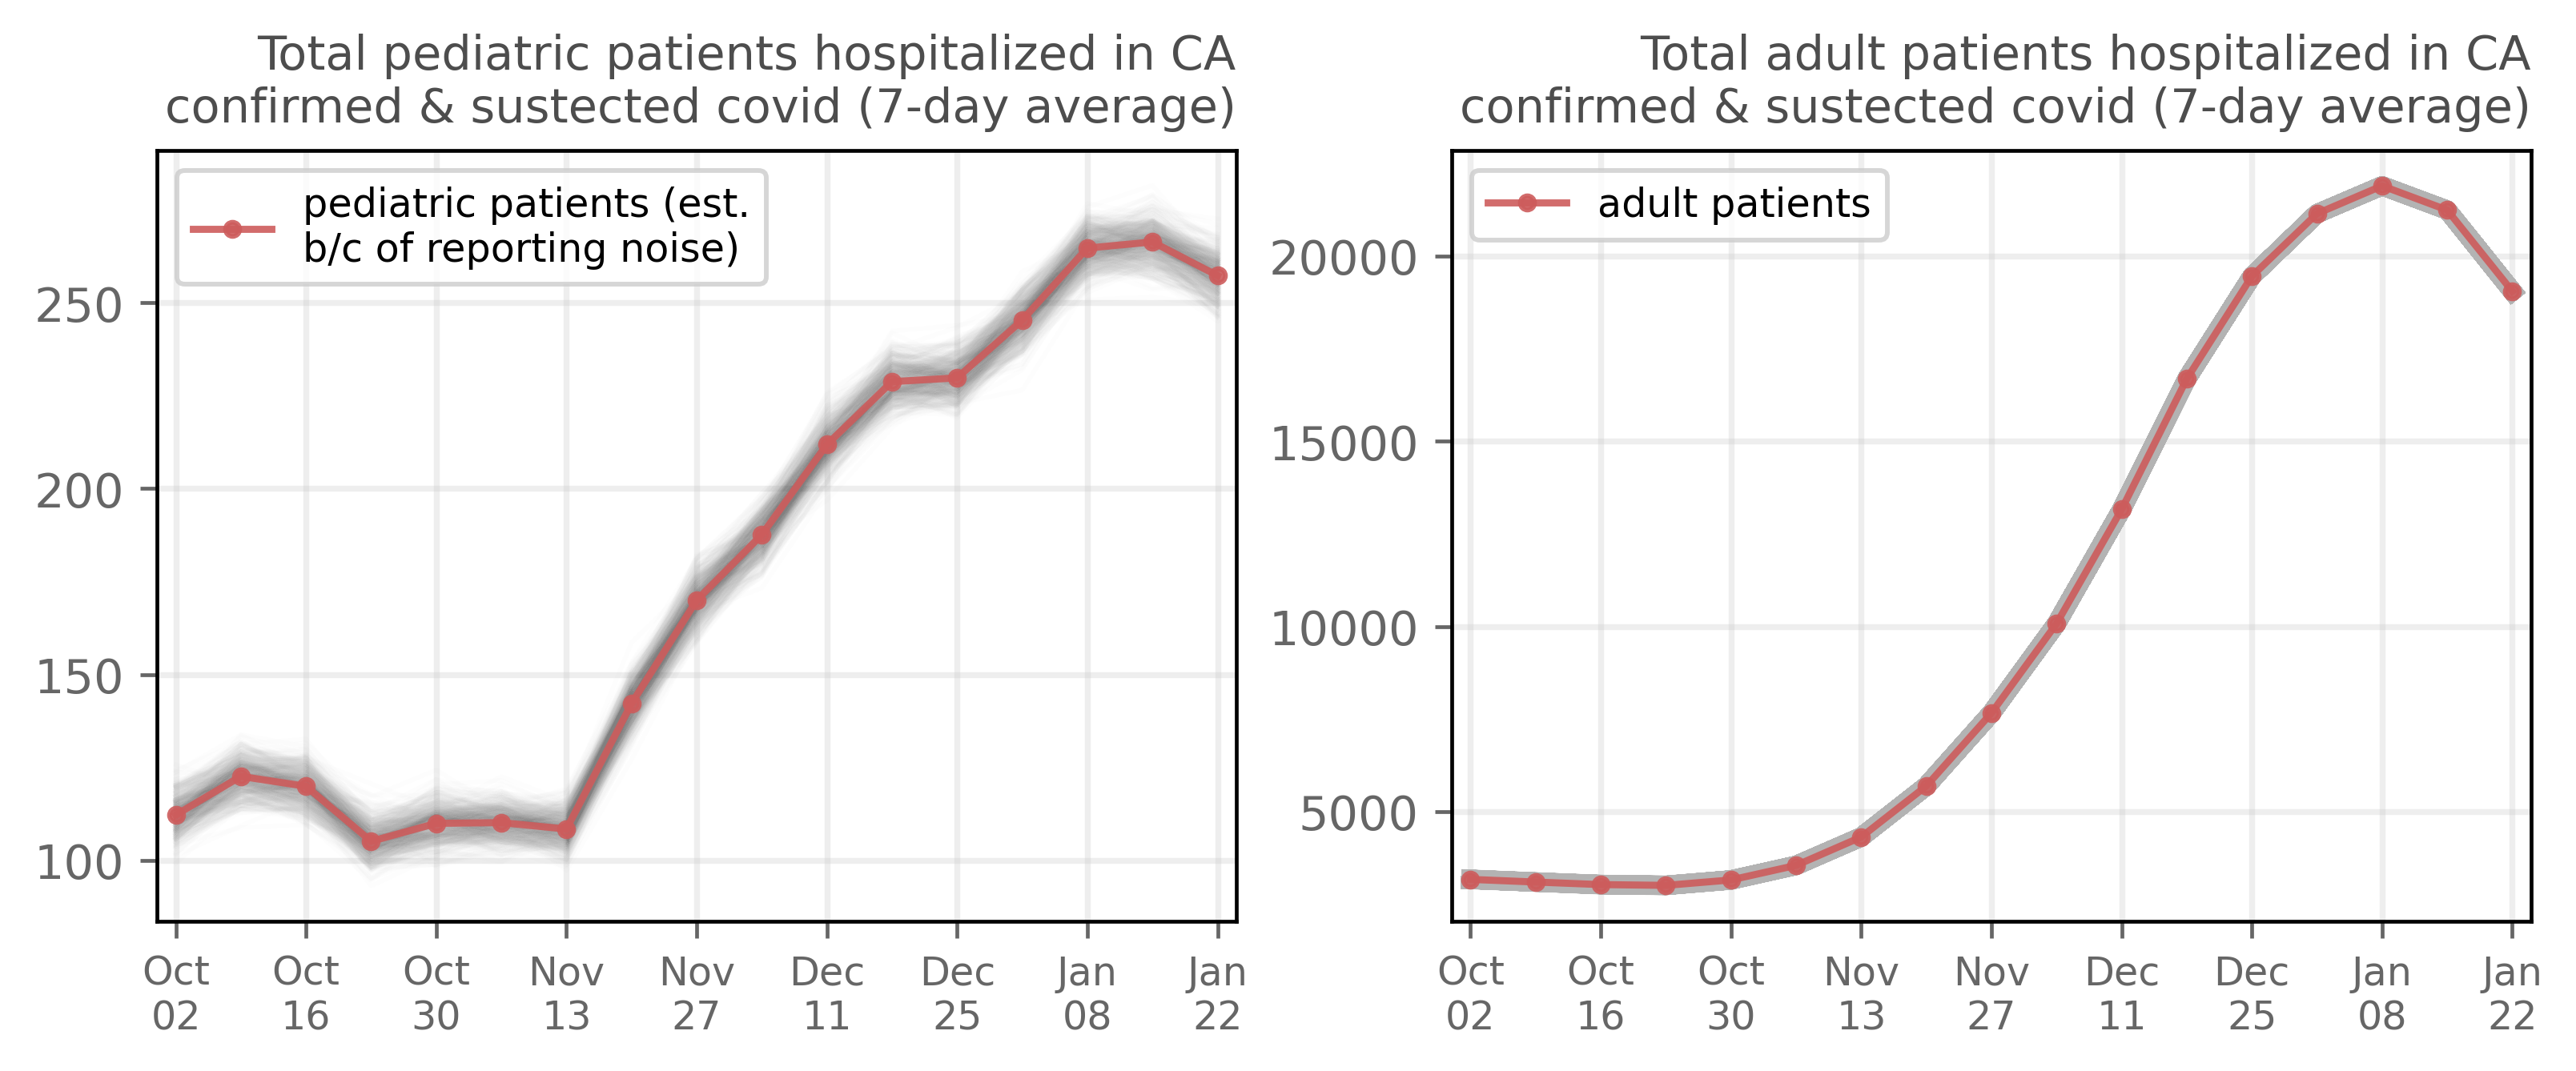 Total pediatric patients hospitalized in CA
confirmed & sustected covid (7-day average)
pediatric patients (est.
b/c of reporting noise)
250
200
150
100
Oct
02
Oct
16
Oct
30
Nov
13
Nov
27
Dec
11
Dec
25
Jan
08
Jan
22
Total adult patients hospitalized in CA
confirmed & sustected covid (7-day average)
adult patients
20000
15000
10000
5000
Oct
02
Oct
16
Oct
30
Nov
13
Nov
27
Dec
11
Dec
25
Jan
08
Jan
22